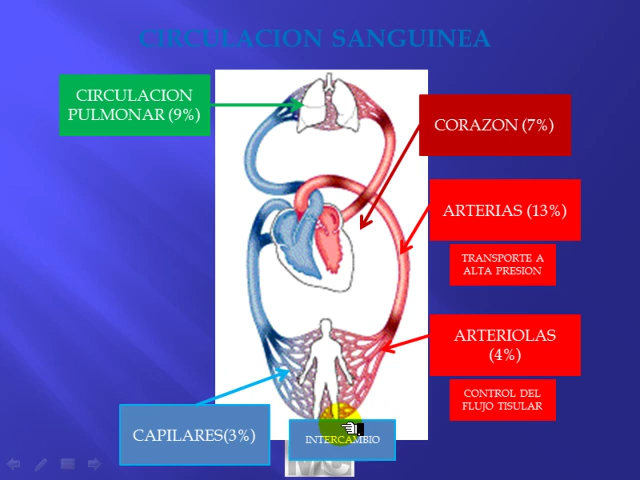 CIRCULACION SANGUINEA
CIRCULACION
PULMONAR (9%)
CORAZON (7%)
ARTERIAS (13%)
TRANSPORTE A
ALTA PRESION
ARTERIOLAS
(4%)
CONTROL DEL
FLUJO TISULAR
CAPILARES(3%)
INTERCAMBIO